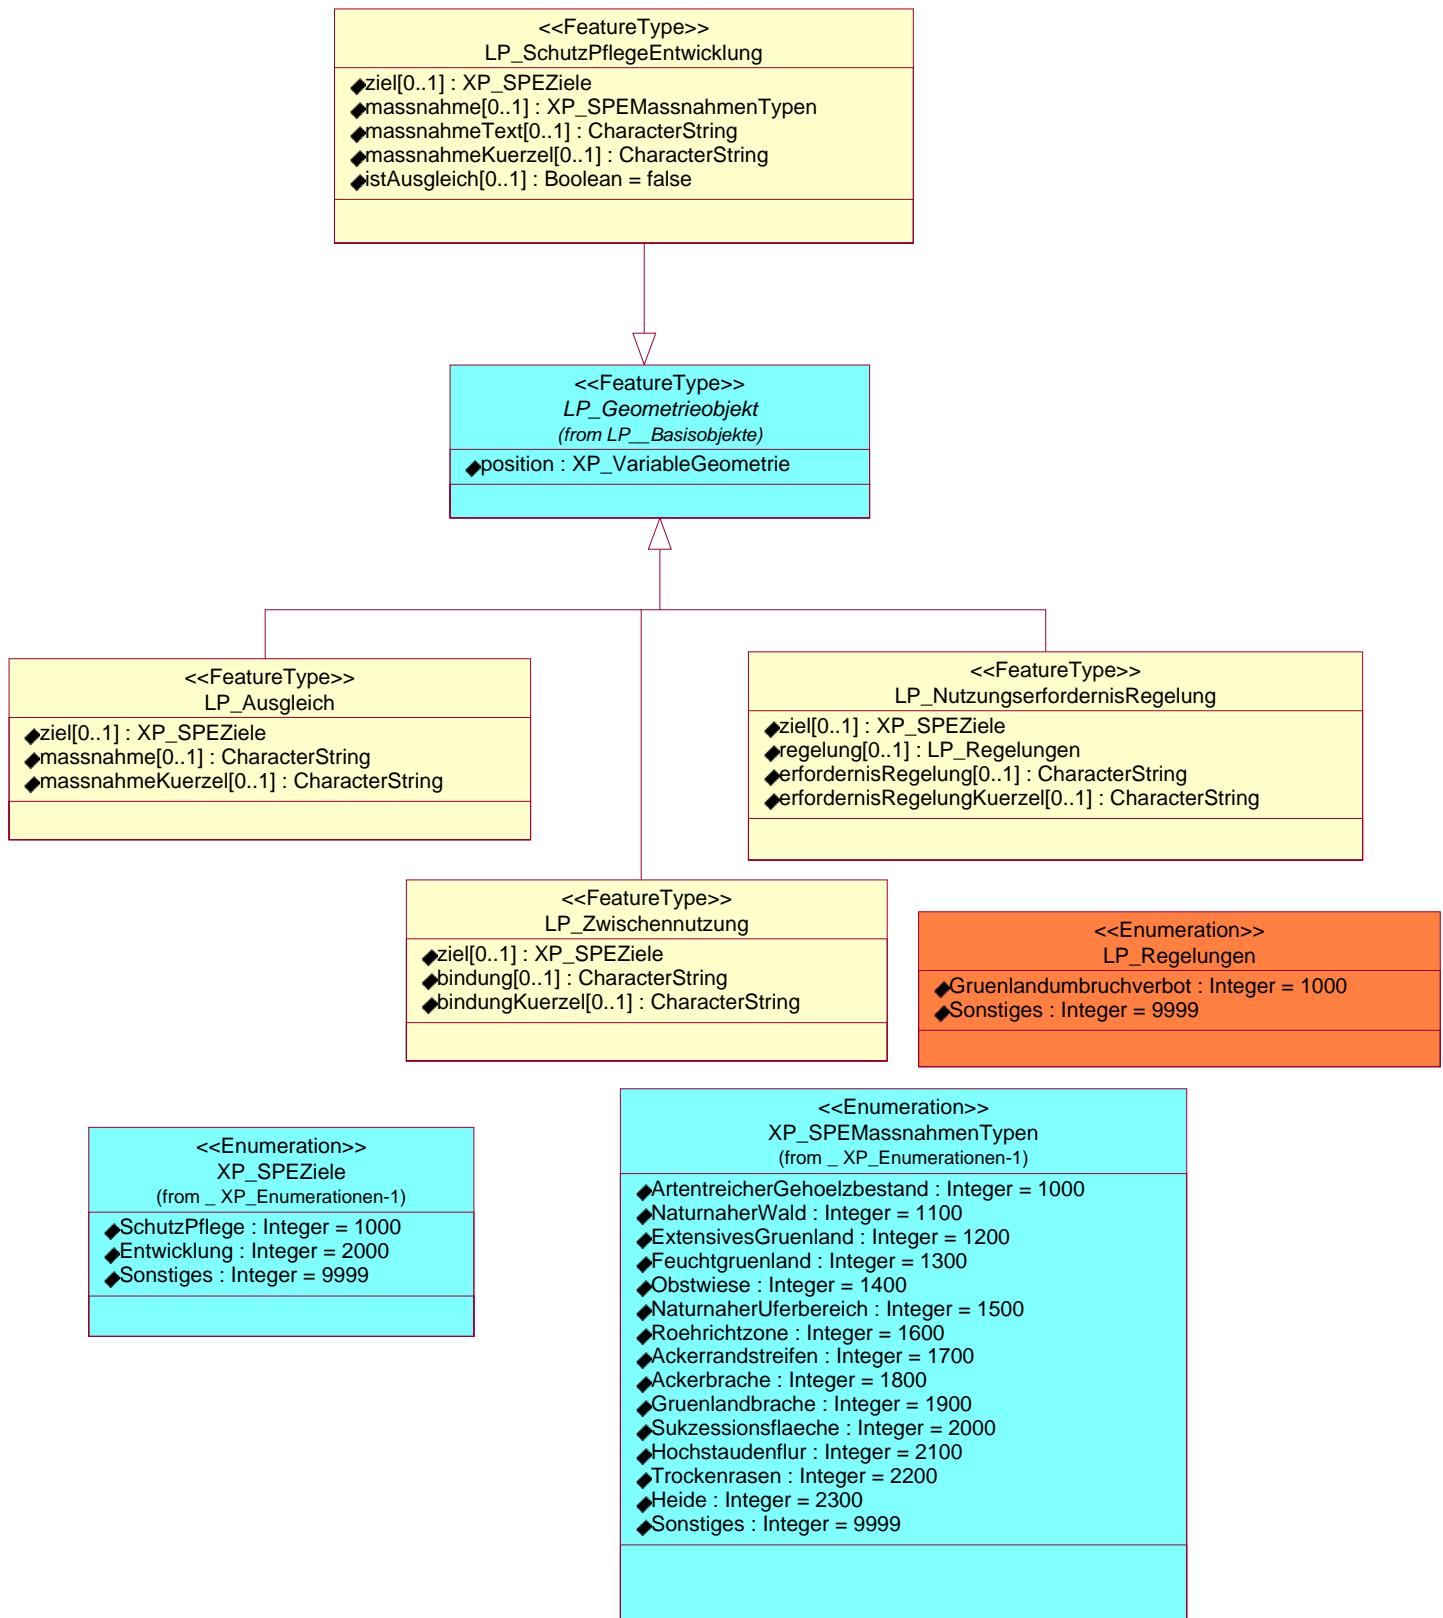 <<FeatureType>>
LP_SchutzPflegeEntwicklung
ziel[0..1] : XP_SPEZiele
massnahme[0..1] : XP_SPEMassnahmenTypen
massnahmeText[0..1] : CharacterString
massnahmeKuerzel[0..1] : CharacterString
istAusgleich[0..1] : Boolean = false
<<FeatureType>>
LP_Geometrieobjekt
(from LP__Basisobjekte)
position : XP_VariableGeometrie
<<FeatureType>>
LP_Ausgleich
ziel[0..1] : XP_SPEZiele
massnahme[0..1] : CharacterString
massnahmeKuerzel[0..1] : CharacterString
<<FeatureType>>
LP_NutzungserfordernisRegelung
ziel[0..1] : XP_SPEZiele
regelung[0..1] : LP_Regelungen
erfordernisRegelung[0..1] : CharacterString
erfordernisRegelungKuerzel[0..1] : CharacterString
<<FeatureType>>
LP_Zwischennutzung
ziel[0..1] : XP_SPEZiele
bindung[0..1] : CharacterString
bindungKuerzel[0..1] : CharacterString
<<Enumeration>>
LP_Regelungen
Gruenlandumbruchverbot : Integer = 1000
Sonstiges : Integer = 9999
<<Enumeration>>
XP_SPEZiele
(from _ XP_Enumerationen-1)
SchutzPflege : Integer = 1000
Entwicklung : Integer = 2000
Sonstiges : Integer = 9999
<<Enumeration>>
XP_SPEMassnahmenTypen
(from _ XP_Enumerationen-1)
ArtentreicherGehoelzbestand : Integer = 1000
NaturnaherWald : Integer = 1100
ExtensivesGruenland : Integer = 1200
Feuchtgruenland : Integer = 1300
Obstwiese : Integer = 1400
NaturnaherUferbereich : Integer = 1500
Roehrichtzone : Integer = 1600
Ackerrandstreifen : Integer = 1700
Ackerbrache : Integer = 1800
Gruenlandbrache : Integer = 1900
Sukzessionsflaeche : Integer = 2000
Hochstaudenflur : Integer = 2100
Trockenrasen : Integer = 2200
Heide : Integer = 2300
Sonstiges : Integer = 9999